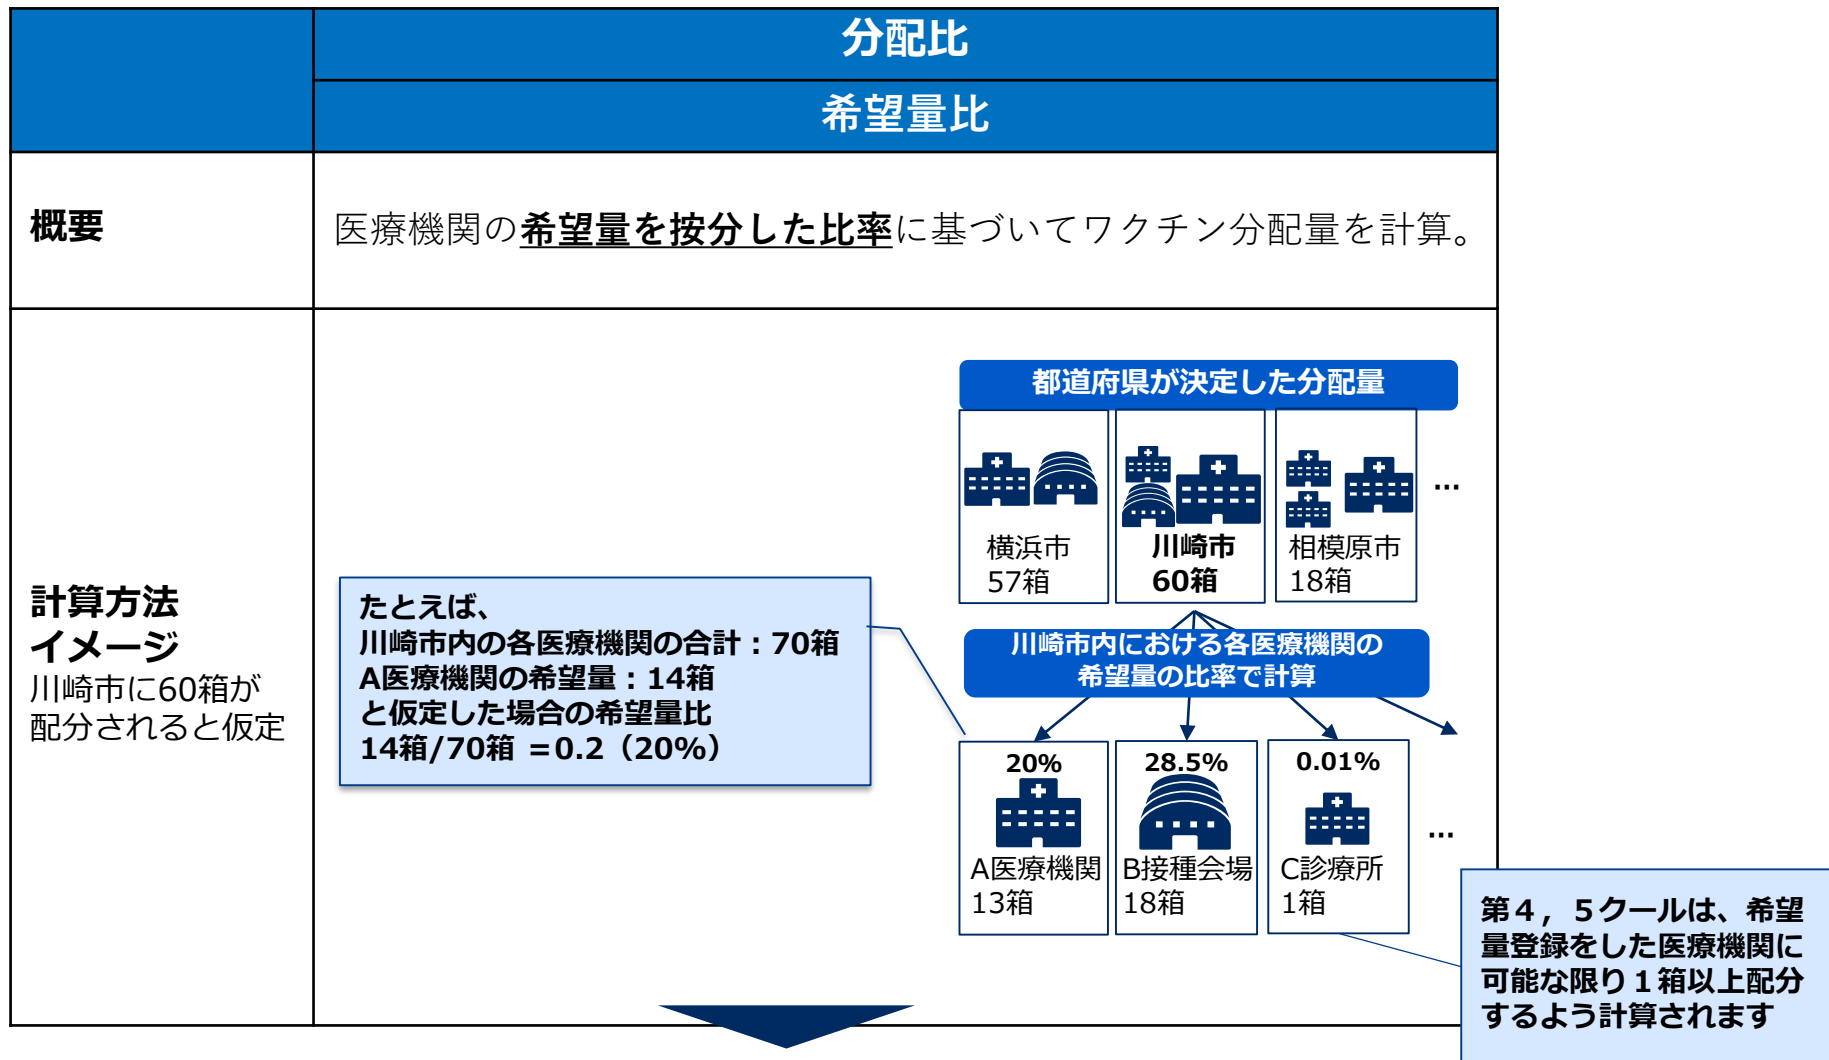 分配比
希望量比
概要
医療機関の希望量を按分した比率に基づいてワクチン分配量を計算。
計算方法
イメージ
川崎市に60箱が
配分されると仮定
都道府県が決定した分配量
横浜市
57箱
川崎市
60箱
相模原市
18箱
…
たとえば、
川崎市内の各医療機関の合計：70箱
A医療機関の希望量：14箱
と仮定した場合の希望量比
14箱/70箱 =0.2（20%）
川崎市内における各医療機関の
希望量の比率で計算
20%
A医療機関
13箱
28.5%
B接種会場
18箱
0.01%
C診療所
1箱
…
第４，５クールは、希望
量登録をした医療機関に
可能な限り１箱以上配分
するよう計算されます